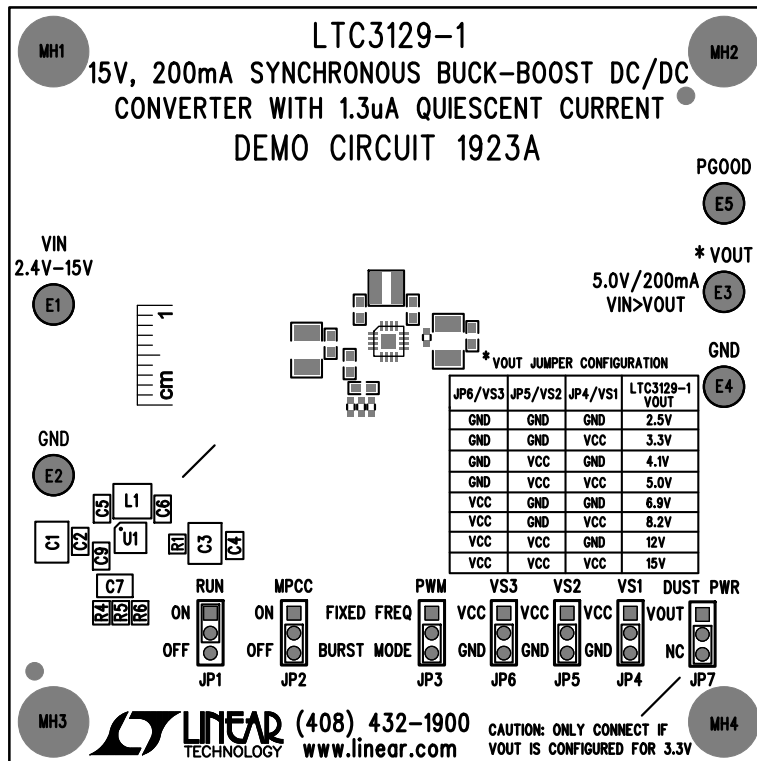 MH1
LTC3129-1
MH2
15V, 200mA SYNCHRONOUS BUCK-BOOST DC/DC
CONVERTER WITH 1.3uA QUIESCENT CURRENT
DEMO CIRCUIT 1923A
PGOOD
E5
VIN
2.4V-15V
E1
* VOUT
5.0V/200mA
VIN>VOUT
E3
1
cm
GND
E4
* VOUT JUMPER CONFIGURATION
JP6/VS3 JP5/VS2 JP4/VS1 LTC3129-1 VOUT
GND GND GND 2.5V
GND GND VCC 3.3V
GND VCC GND 4.1V
GND VCC VCC 5.0V
VCC GND GND 6.9V
VCC GND VCC 8.2V
VCC VCC GND 12V
VCC VCC VCC 15V
GND
E2
C5 L1 C6
C1 C2 C9 U1 R1 C3 C4
C7
R4 R5 R6
RUN MPCC PWM VS3 VS2 VS1 DUST PWR
ON ON FIXED FREQ VCC VCC VCC VOUT
OFF OFF BURST MODE GND GND GND NC
JP1 JP2 JP3 JP6 JP5 JP4 JP7
MH3
LINEAR
TECHNOLOGY
(408) 432-1900
www.linear.com
CAUTION: ONLY CONNECT IF
VOUT IS CONFIGURED FOR 3.3V
MH4